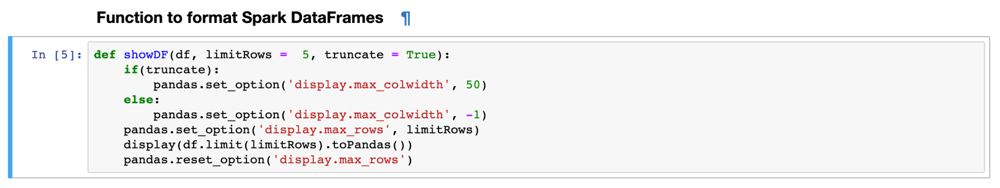 Function to format Spark DataFrames ¶
In [5]: def showDF(df, limitRows =  5, truncate = True):
    if(truncate):
        pandas.set_option('display.max_colwidth', 50)
    else:
        pandas.set_option('display.max_colwidth', -1)
    pandas.set_option('display.max_rows', limitRows)
    display(df.limit(limitRows).toPandas())
    pandas.reset_option('display.max_rows')